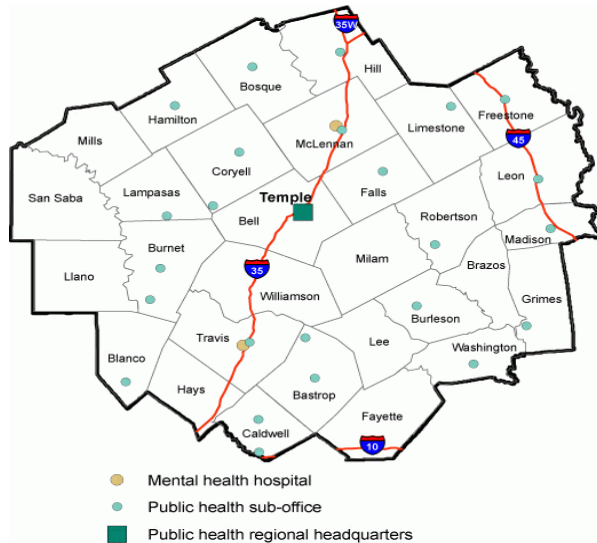 35W
Hill
Bosque
Freestone
Hamilton
Limestone
45
Mills
McLennan
Coryell
Leon
San Saba
Lampasas
Temple
Falls
Bell
Robertson
Madison
Burnet
Milam
Brazos
Llano
35
Williamson
Grimes
Burleson
Travis
Lee
Washington
Blanco
Hays
Bastrop
Fayette
Caldwell
10
Mental health hospital
Public health sub-office
Public health regional headquarters